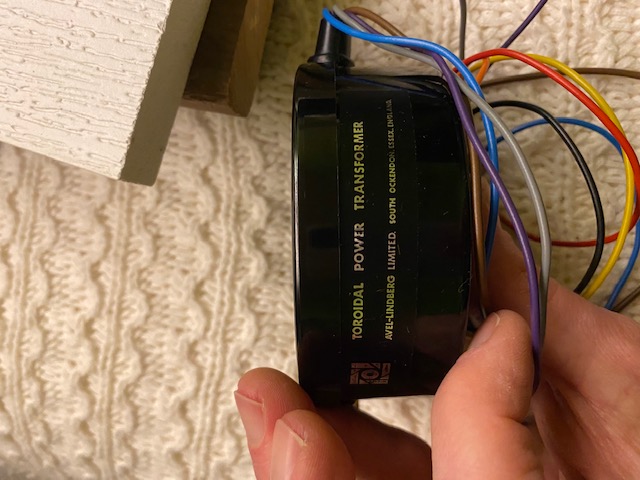 TOROIDAL POWER TRANSFORMER
AVEL-LINDBERG LIMITED. SOUTH OCKENDON, ESSEX, ENGLAND.